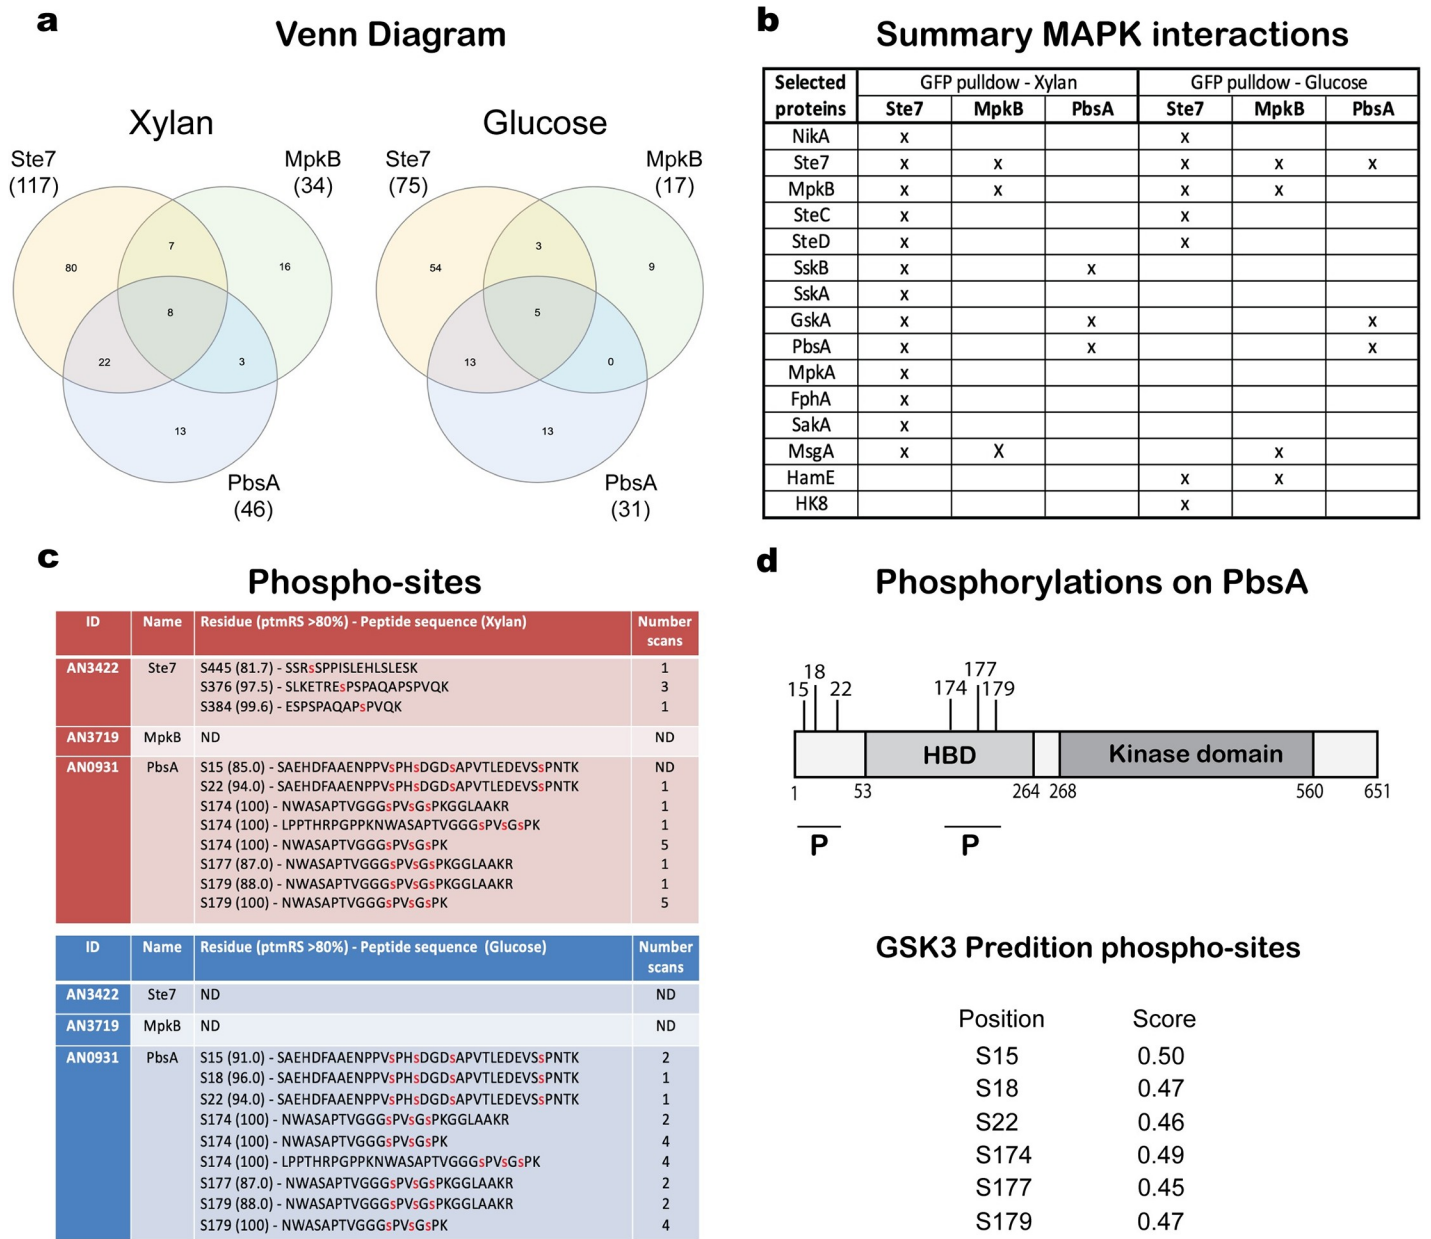 a
Venn Diagram
Xylan
Glucose
Ste7
(117)
MpkB
(34)
Ste7
(75)
MpkB
(17)
7
80
16
8
22
3
13
PbsA
(46)
3
54
9
5
13
0
13
PbsA
(31)
b
Summary MAPK interactions
Selected proteins GFP pulldow - Xylan GFP pulldow - Glucose
Ste7 MpkB PbsA Ste7 MpkB PbsA
NikA x x
Ste7 x x x x x
MpkB x x x x
SteC x x
SteD x x
SskB x x
SskA x
GskA x x x
PbsA x x x
MpkA x
FphA x
SakA x
MsgA x X x
HamE x x
HK8 x
c
Phospho-sites
ID Name Residue (ptmRS >80%) - Peptide sequence (Xylan) Number scans
AN3422 Ste7 S445 (81.7) - SSRsSPPISLEHLSLESK 1
S376 (97.5) - SLKETREsPSPAQAPSPVQK 3
S384 (99.6) - ESPSPAQAPsPVQK 1
AN3719 MpkB ND ND
AN0931 PbsA S15 (85.0) - SAEHDFAAENPPVsPHsDGDsAPVTLEDEVSsPNTK ND
S22 (94.0) - SAEHDFAAENPPVsPHsDGDsAPVTLEDEVSsPNTK 1
S174 (100) - NWASAPTVGGGsPVsGsPKGGLAAKR 1
S174 (100) - LPPTHRPGPPKNWASAPTVGGGsPVsGsPK 1
S174 (100) - NWASAPTVGGGsPVsGsPK 5
S177 (87.0) - NWASAPTVGGGsPVsGsPKGGLAAKR 1
S179 (88.0) - NWASAPTVGGGsPVsGsPKGGLAAKR 1
S179 (100) - NWASAPTVGGGsPVsGsPK 5
ID Name Residue (ptmRS >80%) - Peptide sequence (Glucose) Number scans
AN3422 Ste7 ND ND
AN3719 MpkB ND ND
AN0931 PbsA S15 (91.0) - SAEHDFAAENPPVsPHsDGDsAPVTLEDEVSsPNTK 2
S18 (96.0) - SAEHDFAAENPPVsPHsDGDsAPVTLEDEVSsPNTK 1
S22 (94.0) - SAEHDFAAENPPVsPHsDGDsAPVTLEDEVSsPNTK 1
S174 (100) - NWASAPTVGGGsPVsGsPKGGLAAKR 2
S174 (100) - NWASAPTVGGGsPVsGsPK 4
S174 (100) - LPPTHRPGPPKNWASAPTVGGGsPVsGsPK 4
S177 (87.0) - NWASAPTVGGGsPVsGsPKGGLAAKR 2
S179 (88.0) - NWASAPTVGGGsPVsGsPKGGLAAKR 2
S179 (100) - NWASAPTVGGGsPVsGsPK 4
d
Phosphorylations on PbsA
18 177
15 22 174 179
HBD Kinase domain
1 53 264 268 560 651
P P
GSK3 Predition phospho-sites
Position Score
S15 0.50
S18 0.47
S22 0.46
S174 0.49
S177 0.45
S179 0.47